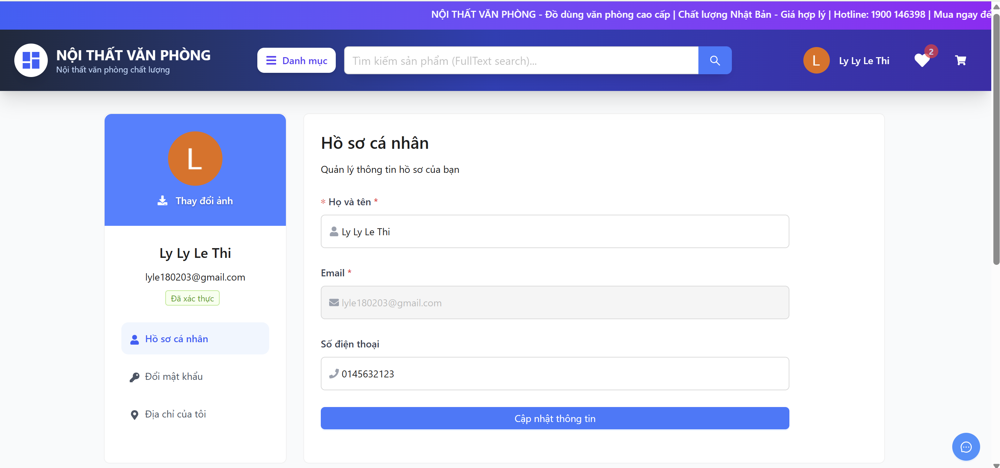 NỘI THẤT VĂN PHÒNG - Đồ dùng văn phòng cao cấp | Chất lượng Nhật Bản - Giá hợp lý | Hotline: 1900 146398 | Mua ngay để
NỘI THẤT VĂN PHÒNG
Nội thất văn phòng chất lượng
Danh mục
Tìm kiếm sản phẩm (FullText search)...
L
Ly Ly Le Thi
2
L
Thay đổi ảnh
Ly Ly Le Thi
lyle180203@gmail.com
Đã xác thực
Hồ sơ cá nhân
Đổi mật khẩu
Địa chỉ của tôi
Hồ sơ cá nhân
Quản lý thông tin hồ sơ của bạn
* Họ và tên *
Ly Ly Le Thi
Email *
lyle180203@gmail.com
Số điện thoại
0145632123
Cập nhật thông tin